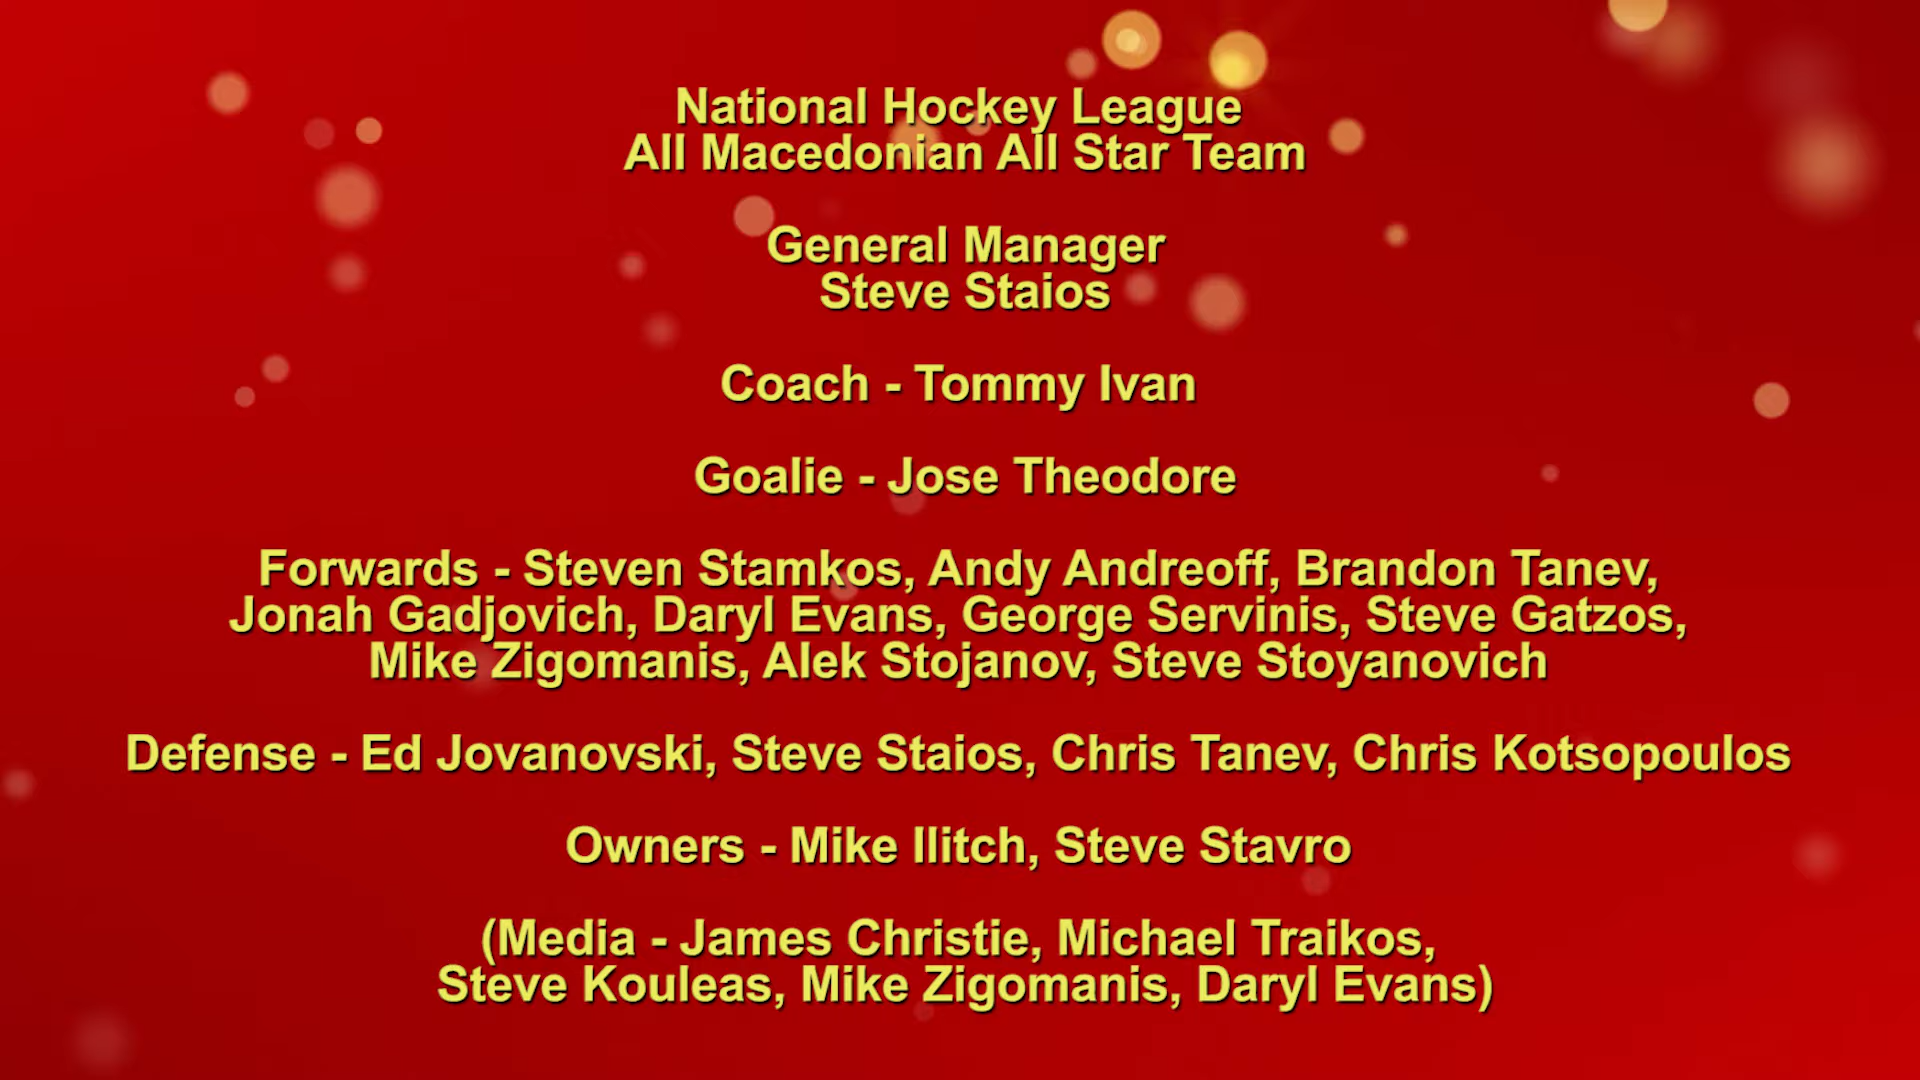 National Hockey League
All Macedonian All Star Team
General Manager
Steve Staios
Coach - Tommy Ivan
Goalie - Jose Theodore
Forwards - Steven Stamkos, Andy Andreoff, Brandon Tanev,
Jonah Gadjovich, Daryl Evans, George Servinis, Steve Gatzos,
Mike Zigomanis, Alek Stojanov, Steve Stoyanovich
Defense - Ed Jovanovski, Steve Staios, Chris Tanev, Chris Kotsopoulos
Owners - Mike Ilitch, Steve Stavro
(Media - James Christie, Michael Traikos,
Steve Kouleas, Mike Zigomanis, Daryl Evans)